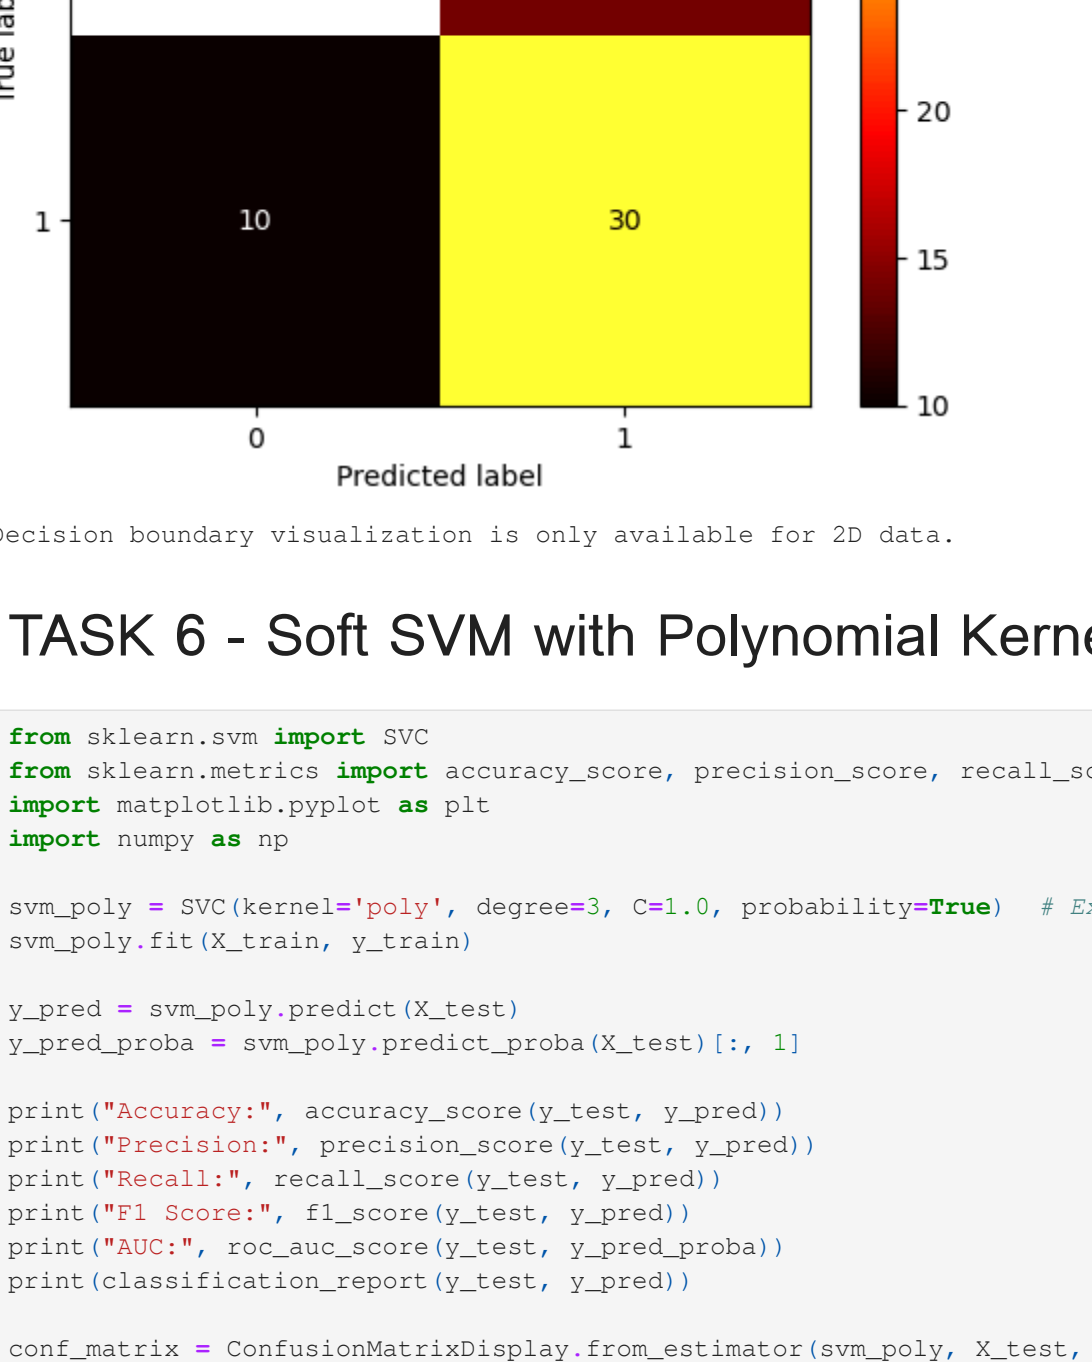 20
1
10
30
15
10
0
1
Predicted label
Decision boundary visualization is only available for 2D data.
TASK 6 - Soft SVM with Polynomial
from sklearn.svm import SVC
from sklearn.metrics import accuracy_score, precision_score,
import matplotlib.pyplot as plt
import numpy as np
svm_poly = SVC(kernel='poly', degree=3, C=1.0, probability=True) #
svm_poly.fit(X_train, y_train)
y_pred = svm_poly.predict(X_test)
y_pred_proba = svm_poly.predict_proba(X_test)[:, 1]
print("Accuracy:", accuracy_score(y_test, y_pred))
print("Precision:", precision_score(y_test, y_pred))
print("Recall:", recall_score(y_test, y_pred))
print("F1 Score:", f1_score(y_test, y_pred))
print("AUC:", roc_auc_score(y_test, y_pred_proba))
print(classification_report(y_test, y_pred))
conf_matrix = ConfusionMatrixDisplay.from_estimator(svm_poly, X_test,